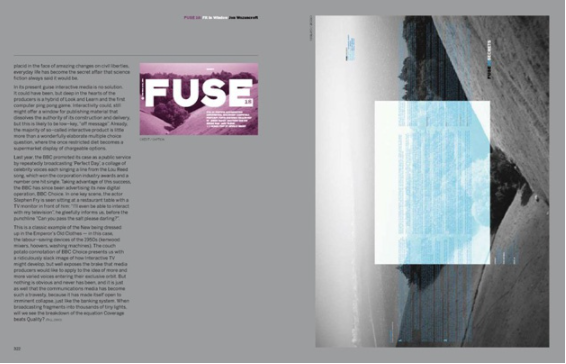 FUSE
placid in the face of amazing changes on civil liberties,
everyday life has become the secret affair that science
fiction always said it would be.
In its present guise interactive media is no solution.
It could have been, but deep in the hearts of the
producers is a hybrid of Look and Learn and the first
computer ping pong game. Interactivity could still
might offer a window for publishing material that
dissolves the authority of its construction and delivery,
but this is likely to be low-key, "off message". Already
the majority of so-called interactive product is little
more than a wonderfully elaborate multiple choice
question, where the once restricted diet becomes a
supermarket display of disposable options.
Last year, the BBC promoted its case as a public service
by repeatedly broadcasting 'Perfect Day', a collage of
celebrity voices each singing a line from the Lou Reed
song, which won the corporation industry awards and a
number one hit single. Taking advantage of this success,
the BBC has since been advertising its new digital
operation, BBC Choice. In one key scene, the actor
Stephen Fry is seen sitting at a restaurant table with a
TV monitor in front of him. "I'll even be able to interact
with my television", he gleefully informs us, before the
punchline "Can you pass the salt please darling?"
This is a classic example of the Real being dressed
up in the Emperor's Old Clothes — in this case,
the labour-saving devices of the 1950s (farewell
mixers, hoovers, washing machines). The couch
potato connotation of BBC Choice presents us with
a ridiculously stark image of how interactive TV
might develop, but well exposes the brake that media
producers would like to apply to the idea of more and
more varied voices entering their exclusive orbit. But
nothing is obvious and never has been, and it is just
as well that the communications media has become
such a travesty, because it has made itself open to
imminent collapse, just like the banking system. When
broadcasting fragments into thousands of tiny lights,
will we see the breakdown of the equation Coverage
beats Quality?
FUSE
18